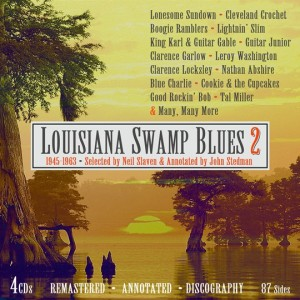 Lonesome Sundown - Cleveland Crochet
Boogie Ramblers - Lightnin' Slim
King Karl & Guitar Gable - Guitar Junior
Clarence Garlow - Leroy Washington
Clarence Locksley - Nathan Abshire
Blue Charlie - Cookie & the Cupcakes
Good Rockin' Bob - Tal Miller
& Many, Many More
LOUISIANA SWAMP BLUES 2
1945-1963 • Selected by Neil Slaven & Annotated by John Stedman
4CDs REMASTERED - ANNOTATED - DISCOGRAPHY 87 Sides